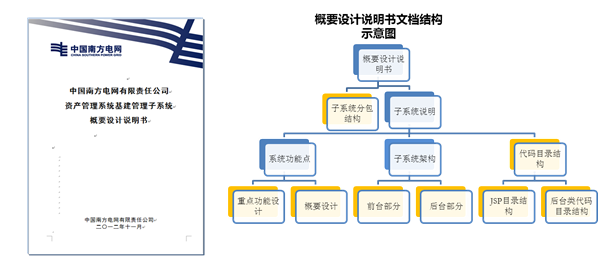 中国南方电网
CHINA SOUTHERN POWER GRID
中国南方电网有限责任公司
资产管理系统基建管理子系统
概要设计说明书
中国南方电网有限责任公司
二〇一二年十一月
概要设计说明书文档结构
示意图
概要设计说
明书
子系统分包
结构
子系统说明
系统功能点
子系统架构
代码目录结
构
重点功能设
计
概要设计
前台部分
后台部分
JSP目录结
构
后台类代码
目录结构